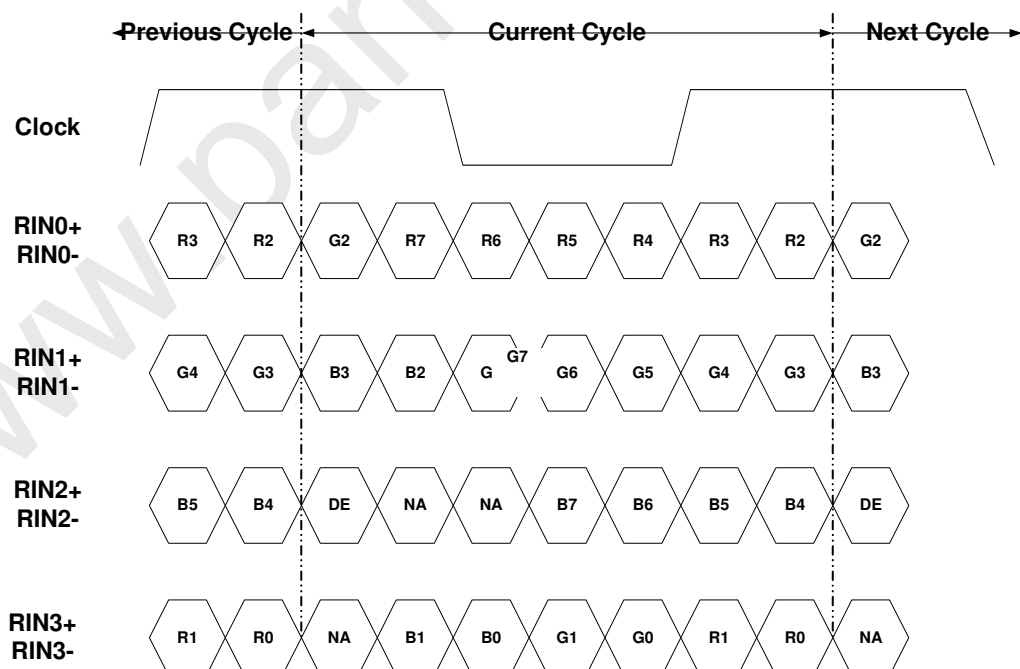 Previous Cycle Current Cycle Next Cycle
Clock
RIN0+
RIN0-
R3 R2 G2 R7 R6 R5 R4 R3 R2 G2
RIN1+
RIN1-
G4 G3 B3 B2 G G7 G6 G5 G4 G3 B3
RIN2+
RIN2-
B5 B4 DE NA NA B7 B6 B5 B4 DE
RIN3+
RIN3-
R1 R0 NA B1 B0 G1 G0 R1 R0 NA